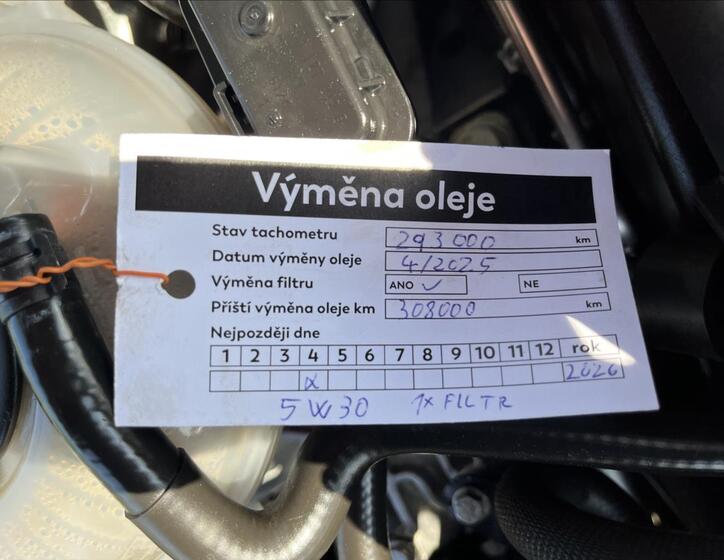 Výměna oleje
Stav tachometru 293 000 km
Datum výměny oleje 4/2025
Výměna filtru ANO ✓ NE
Příští výměna oleje km 308000 km
Nejpozději dne
1 2 3 4 5 6 7 8 9 10 11 12 rok
x 2026
5W30 1x FILTR